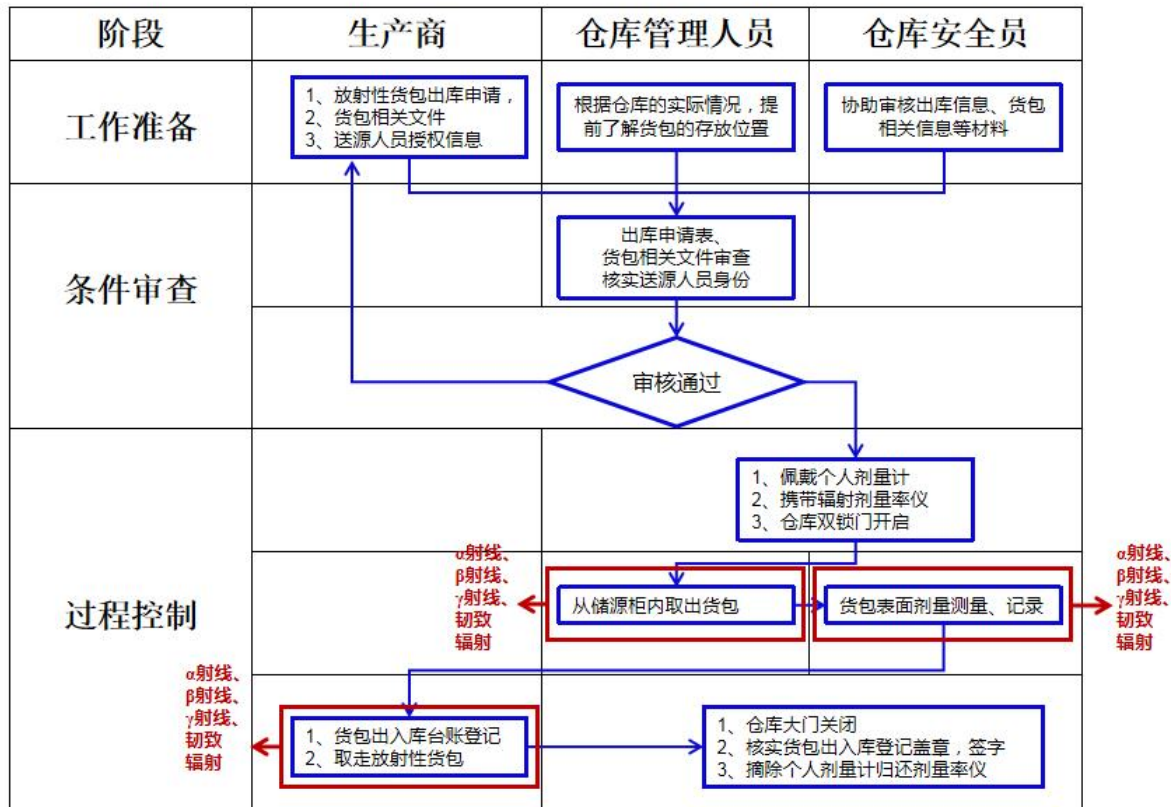 阶段
生产商
仓库管理人员
仓库安全员
工作准备
1、放射性货包出库申请，
2、货包相关文件
3、送源人员授权信息
根据仓库的实际情况，提
前了解货包的存放位置
协助审核出库信息、货包
相关信息等材料
条件审查
出库申请表、
货包相关文件审查
核实送源人员身份
审核通过
过程控制
1、佩戴个人剂量计
2、携带辐射剂量率仪
3、仓库双锁门开启
α射线、
β射线、
γ射线、
韧致
辐射
从储源柜内取出货包
货包表面剂量测量、记录
α射线、
β射线、
γ射线、
韧致
辐射
α射线、
β射线、
γ射线、
韧致
辐射
1、货包出入库台账登记
2、取走放射性货包
1、仓库大门关闭
2、核实货包出入库登记盖章，签字
3、摘除个人剂量计归还剂量率仪